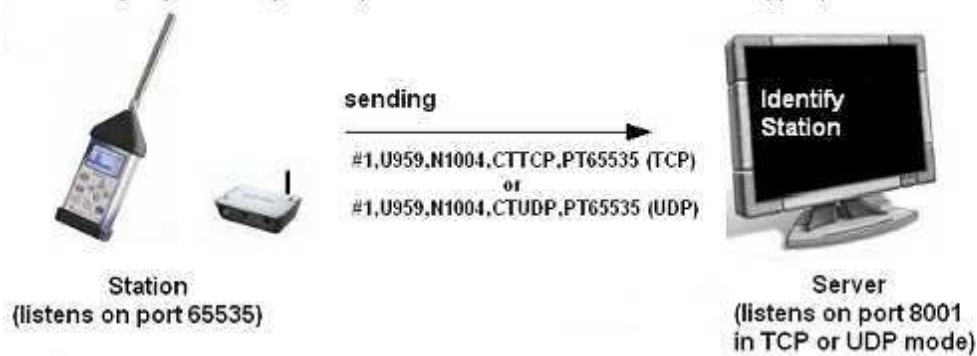 sending
#1,U959,N1004,CTTCP,PT65535 (TCP)
or
#1,U959,N1004,CTUDP,PT65535 (UDP)
Identify
Station
Station
(listens on port 65535)
Server
(listens on port 8001
in TCP or UDP mode)